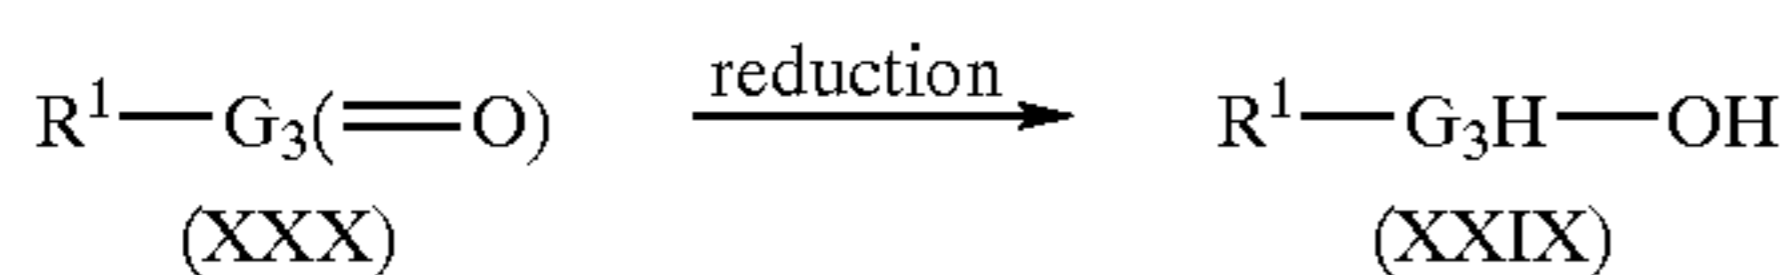 reduction
R¹—G₃(=O) R¹—G₃H—OH
(XXX) (XXIX)